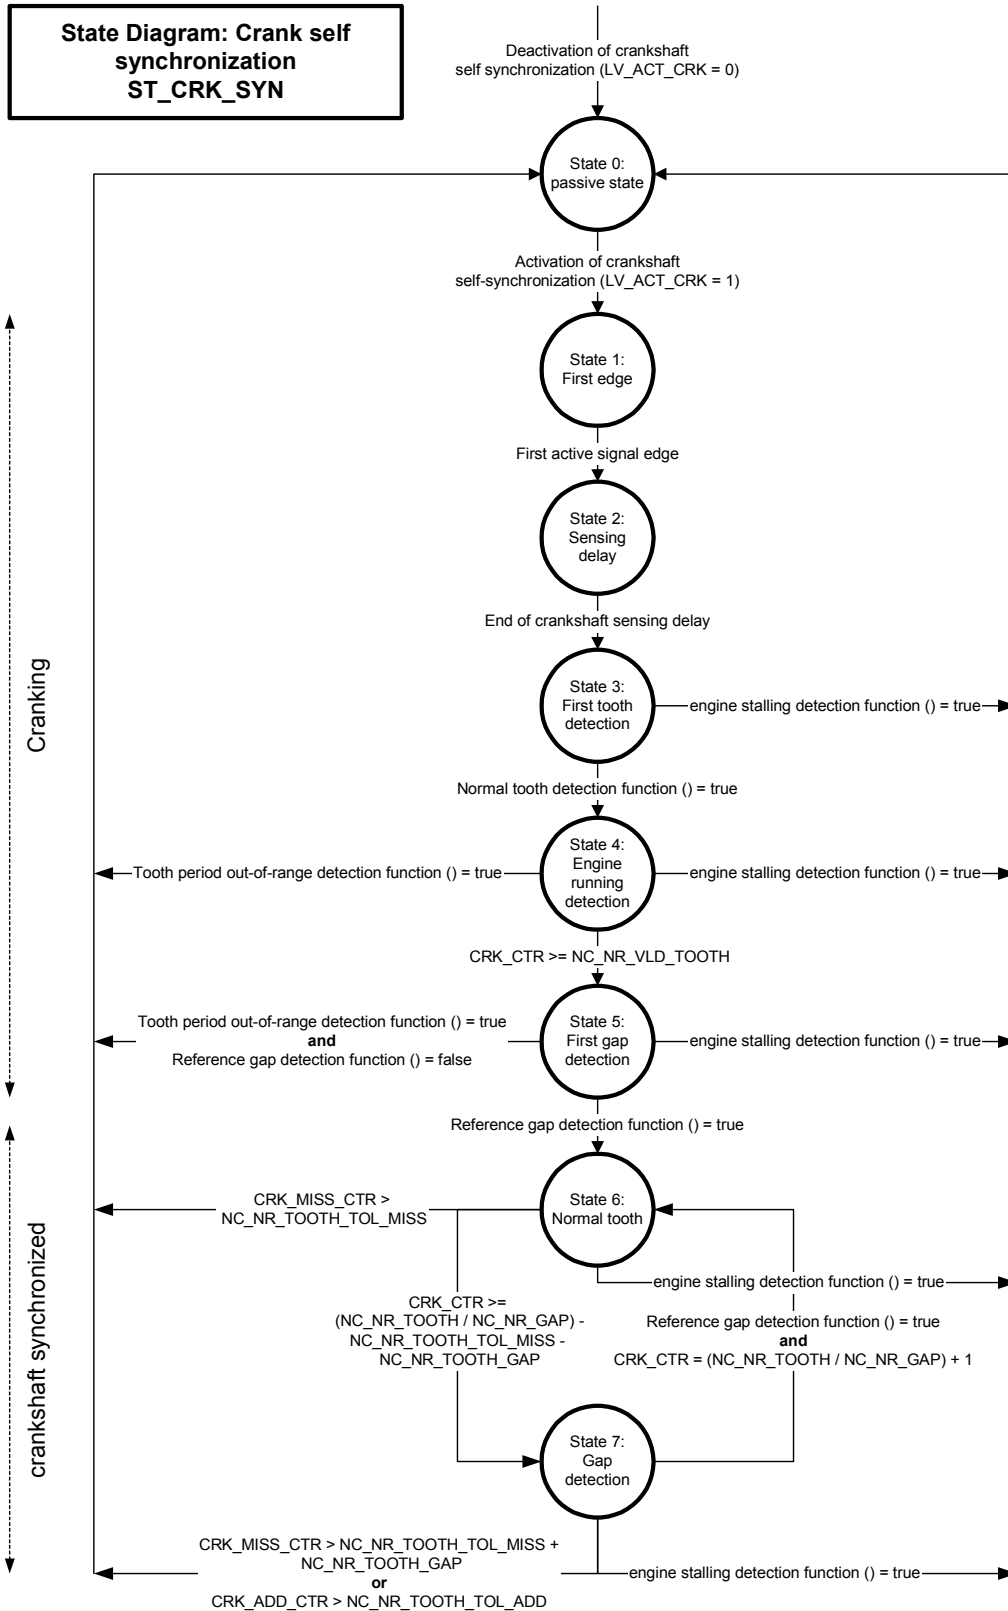 State Diagram: Crank self
synchronization
ST_CRK_SYN
Deactivation of crankshaft
self synchronization (LV_ACT_CRK = 0)
State 0:
passive state
Activation of crankshaft
self-synchronization (LV_ACT_CRK = 1)
State 1:
First edge
First active signal edge
State 2:
Sensing
delay
End of crankshaft sensing delay
Cranking
State 3:
First tooth
detection
engine stalling detection function () = true
Normal tooth detection function () = true
State 4:
Engine
running
detection
Tooth period out-of-range detection function () = true
engine stalling detection function () = true
CRK_CTR >= NC_NR_VLD_TOOTH
Tooth period out-of-range detection function () = true
and
Reference gap detection function () = false
State 5:
First gap
detection
engine stalling detection function () = true
Reference gap detection function () = true
crankshaft synchronized
CRK_MISS_CTR >
NC_NR_TOOTH_TOL_MISS
State 6:
Normal tooth
engine stalling detection function () = true
CRK_CTR >=
(NC_NR_TOOTH / NC_NR_GAP) -
NC_NR_TOOTH_TOL_MISS -
NC_NR_TOOTH_GAP
Reference gap detection function () = true
and
CRK_CTR = (NC_NR_TOOTH / NC_NR_GAP) + 1
State 7:
Gap
detection
CRK_MISS_CTR > NC_NR_TOOTH_TOL_MISS +
NC_NR_TOOTH_GAP
or
CRK_ADD_CTR > NC_NR_TOOTH_TOL_ADD
engine stalling detection function () = true